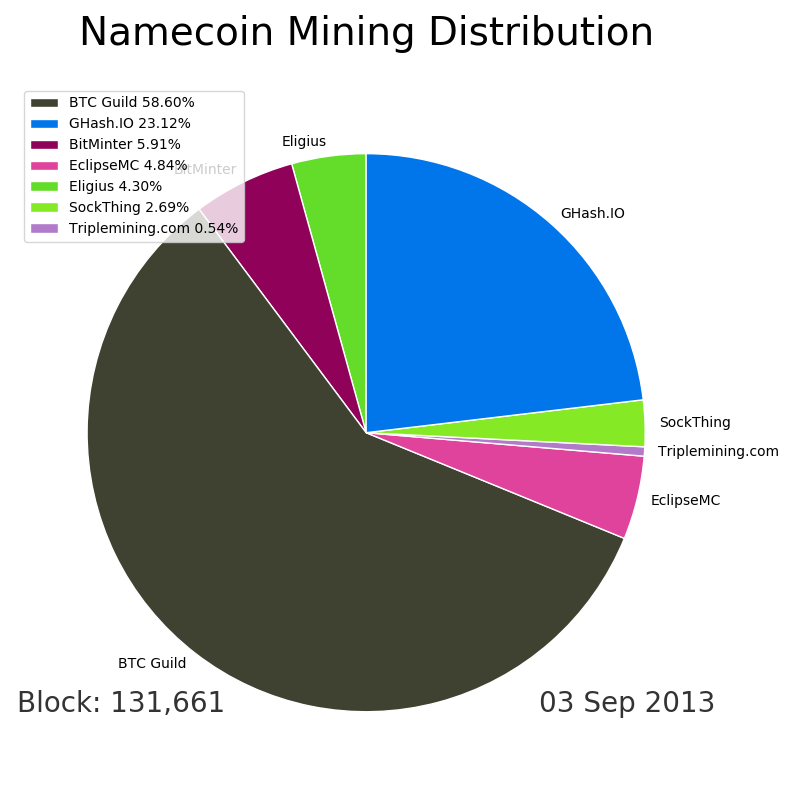 Namecoin Mining Distribution
BTC Guild 58.60%
GHash.IO 23.12%
BitMinter 5.91%
EclipseMC 4.84%
Eligius 4.30%
SockThing 2.69%
Triplemining.com 0.54%
Eligius
BitMinter
GHash.IO
SockThing
Triplemining.com
EclipseMC
BTC Guild
Block: 131,661
03 Sep 2013